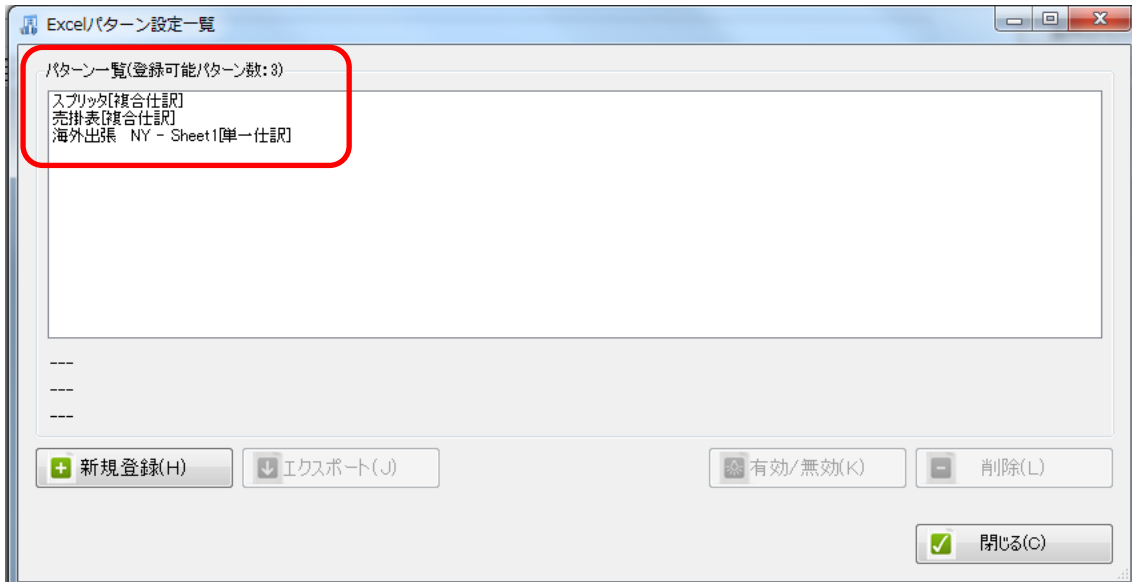 Excelパターン設定一覧
パターン一覧(登録可能パターン数:3)
スプリッタ[複合仕訳]
売掛表[複合仕訳]
海外出張　NY - Sheet1[単一仕訳]
---
---
---
新規登録(H)
エクスポート(J)
有効/無効(K)
削除(L)
閉じる(C)